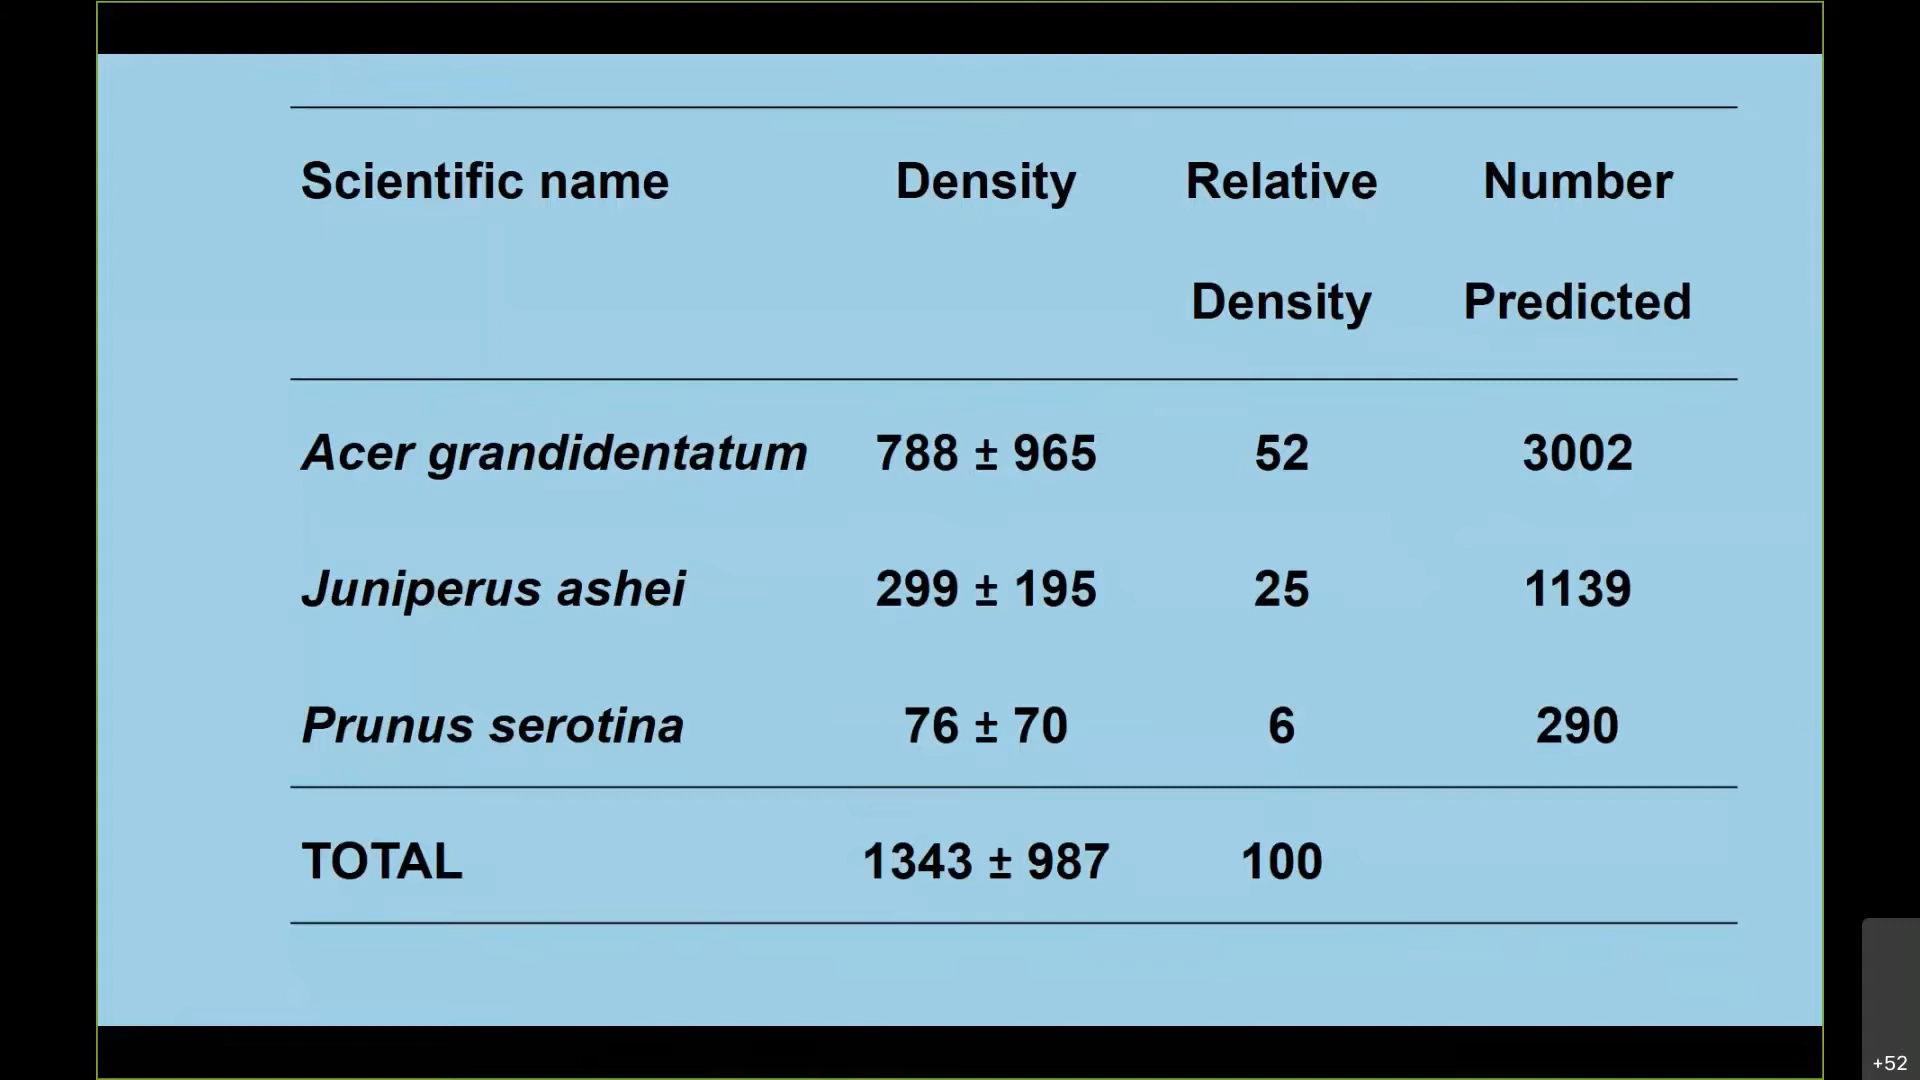 Scientific name Density Relative Number
Density Predicted
Acer grandidentatum 788 ± 965 52 3002
Juniperus ashei 299 ± 195 25 1139
Prunus serotina 76 ± 70 6 290
TOTAL 1343 ± 987 100
+52